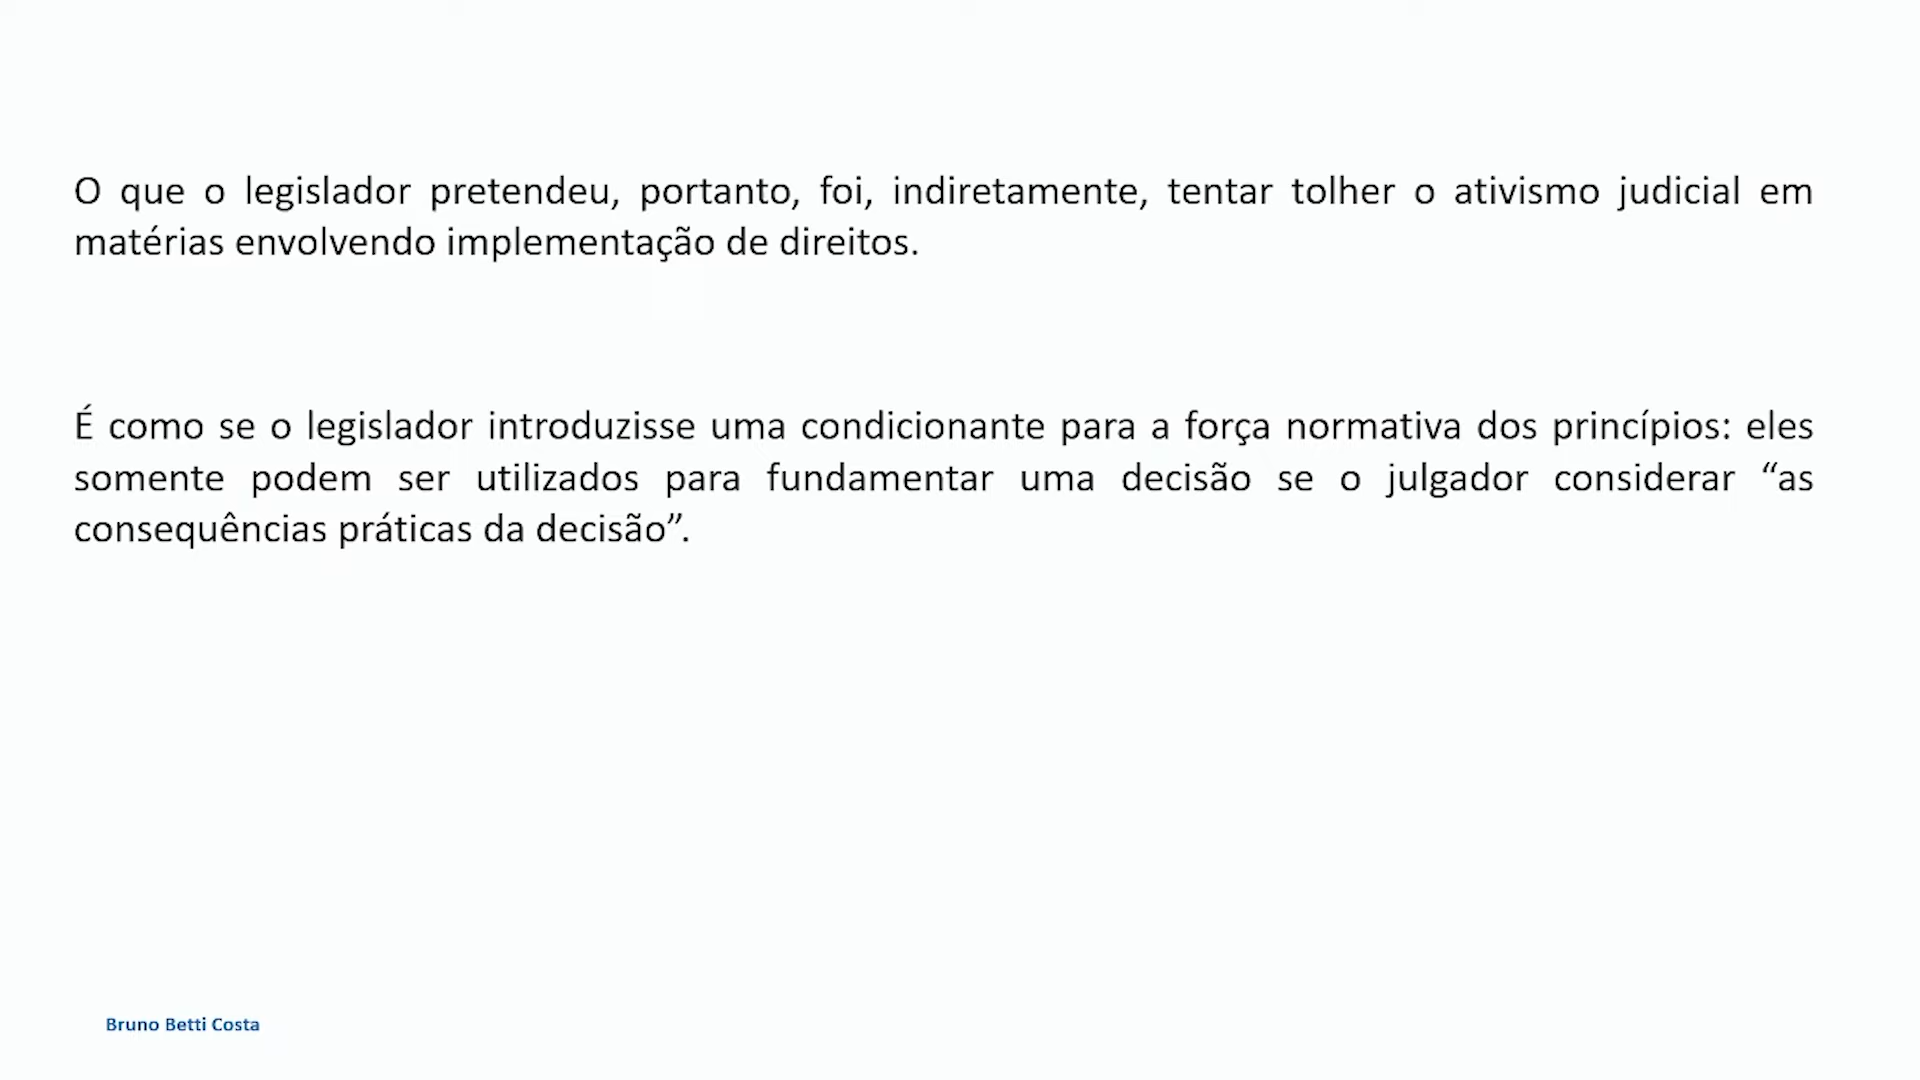 O que o legislador pretendeu, portanto, foi, indiretamente, tentar tolher o ativismo judicial em
matérias envolvendo implementação de direitos.
É como se o legislador introduzisse uma condicionante para a força normativa dos princípios: eles
somente podem ser utilizados para fundamentar uma decisão se o julgador considerar “as
consequências práticas da decisão”.
Bruno Betti Costa